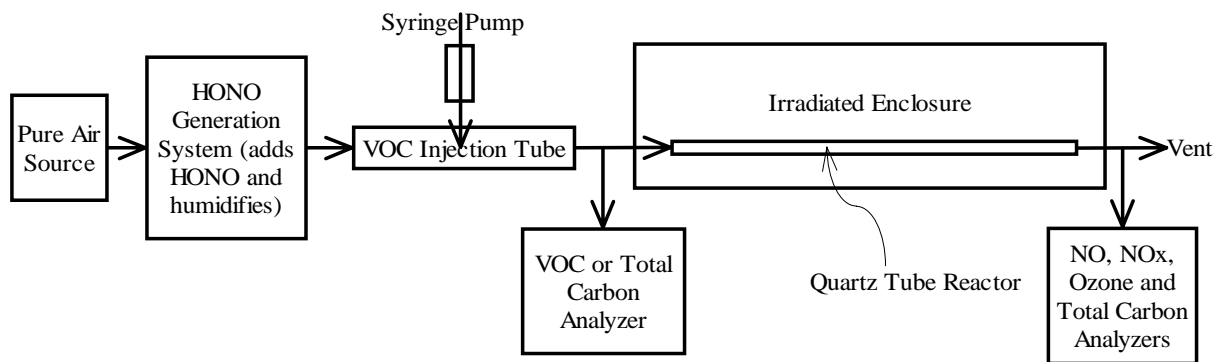 Syringe Pump
Pure Air
Source
HONO
Generation
System (adds
HONO and
humidifies)
VOC Injection Tube
Irradiated Enclosure
Vent
VOC or Total
Carbon
Analyzer
Quartz Tube Reactor
NO, NOx,
Ozone and
Total Carbon
Analyzers